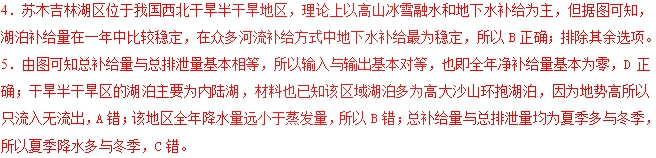 4．苏木吉林湖区位于我国西北干旱半干旱地区，理论上以高山冰雪融水和地下水补给为主，但据图可知，
湖泊补给量在一年中比较稳定，在众多河流补给方式中地下水补给最为稳定，所以 B 正确；排除其余选项。
5．由图可知总补给量与总排泄量基本相等，所以输入与输出基本对等，也即全年净补给量基本为零，D 正
确；干旱半干旱区的湖泊主要为内陆湖，材料也已知该区域湖泊多为高大沙山环抱湖泊，因为地势高所以
只流入无流出，A 错；该地区全年降水量远小于蒸发量，所以 B 错；总补给量与总排泄量均为夏季多与冬季，
所以夏季降水多与冬季，C 错。